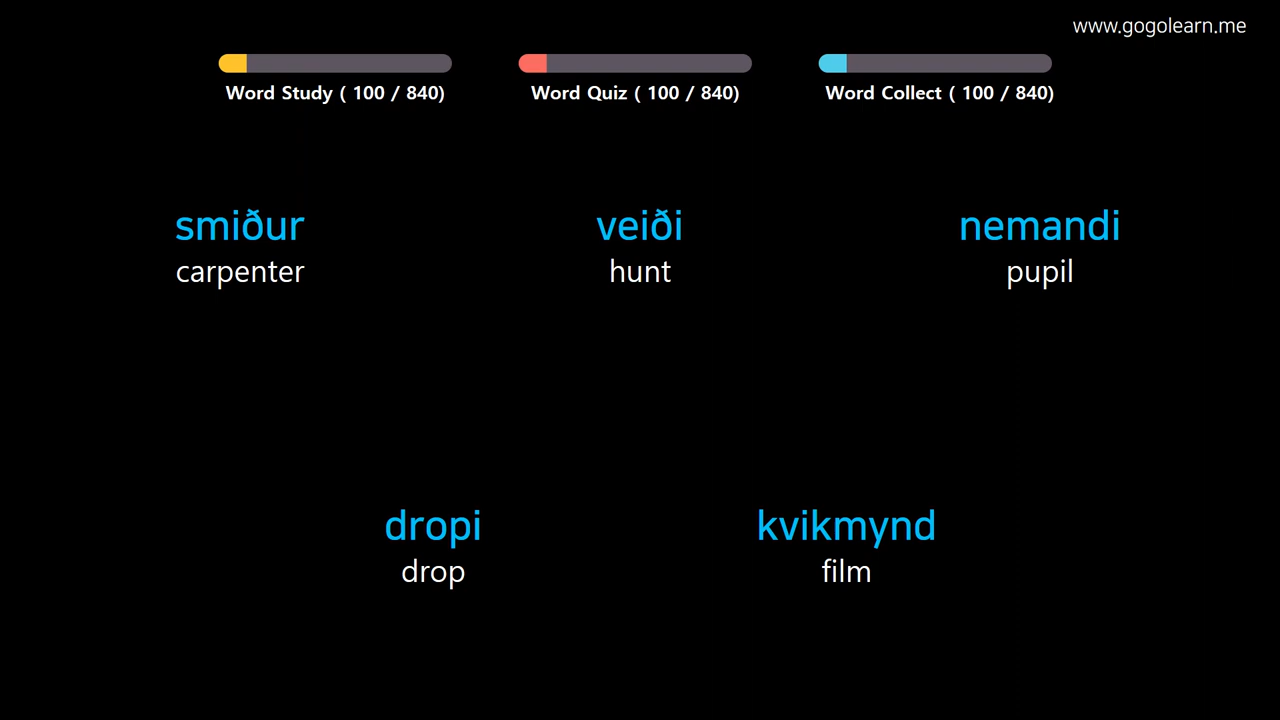 www.gogolearn.me
Word Study ( 100 / 840)
Word Quiz ( 100 / 840)
Word Collect ( 100 / 840)
smiður
carpenter
veiði
hunt
nemandi
pupil
dropi
drop
kvikmynd
film